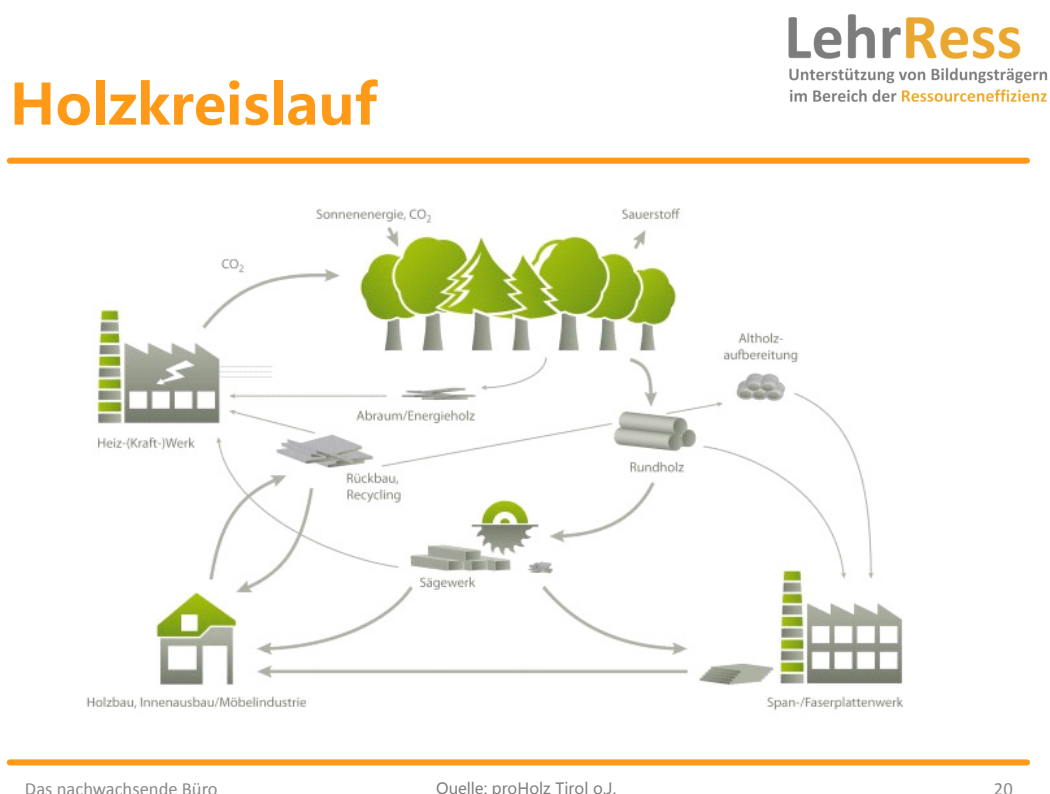 LehrRess
Unterstützung von Bildungsträgern
im Bereich der Ressourceneffizienz
Holzkreislauf
Sonnenenergie, CO₂
Sauerstoff
CO₂
Altholz-
aufbereitung
Abraum/Energieholz
Heiz-(Kraft-)Werk
Rundholz
Rückbau,
Recycling
Sägewerk
Holzbau, Innenausbau/Möbelindustrie
Span-/Faserplattenwerk
Das nachwachsende Büro
Quelle: proHolz Tirol o.J.
20